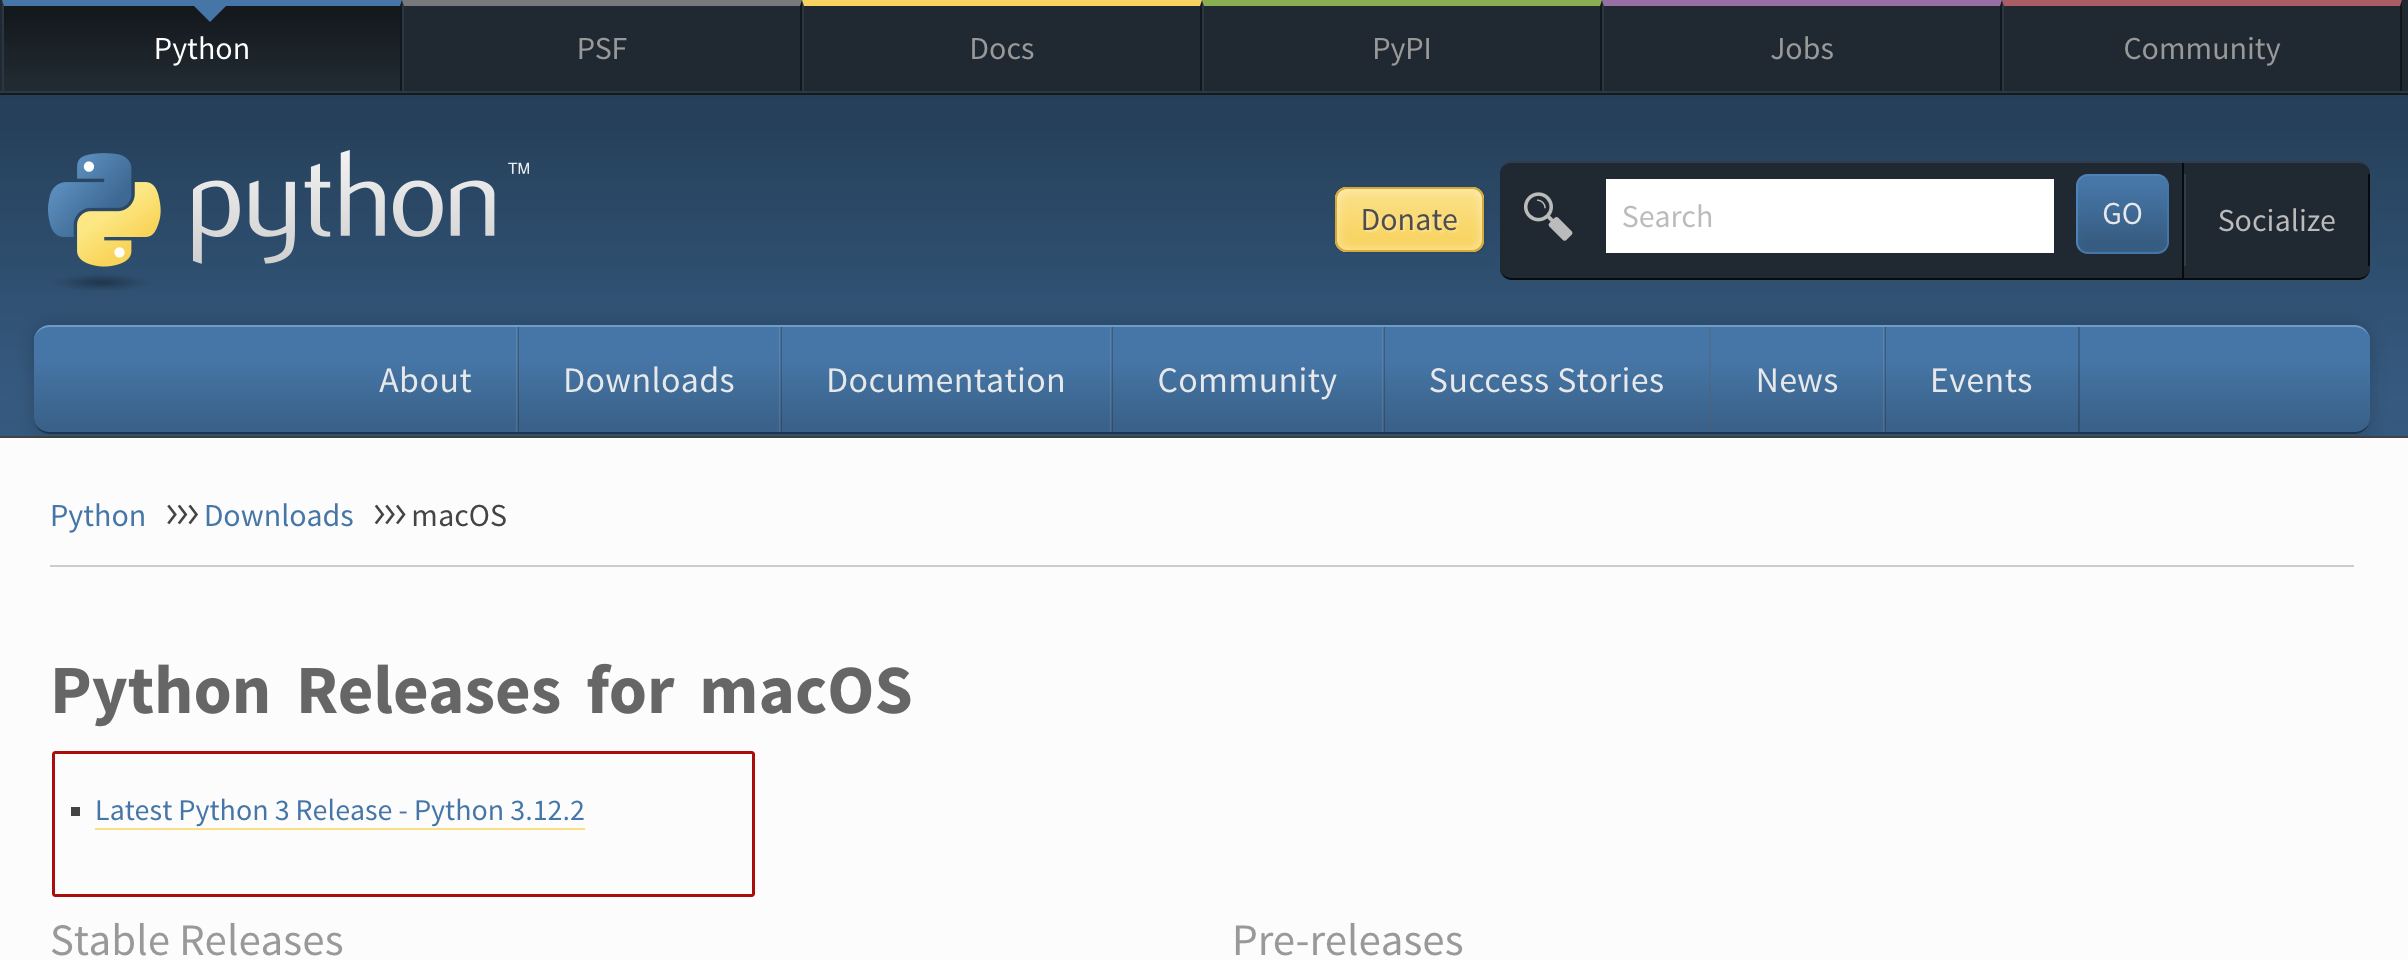 Python PSF Docs PyPI Jobs Community
python™
Donate Search GO Socialize
About Downloads Documentation Community Success Stories News Events
Python >>> Downloads >>> macOS
Python Releases for macOS
Latest Python 3 Release - Python 3.12.2
Stable Releases Pre-releases